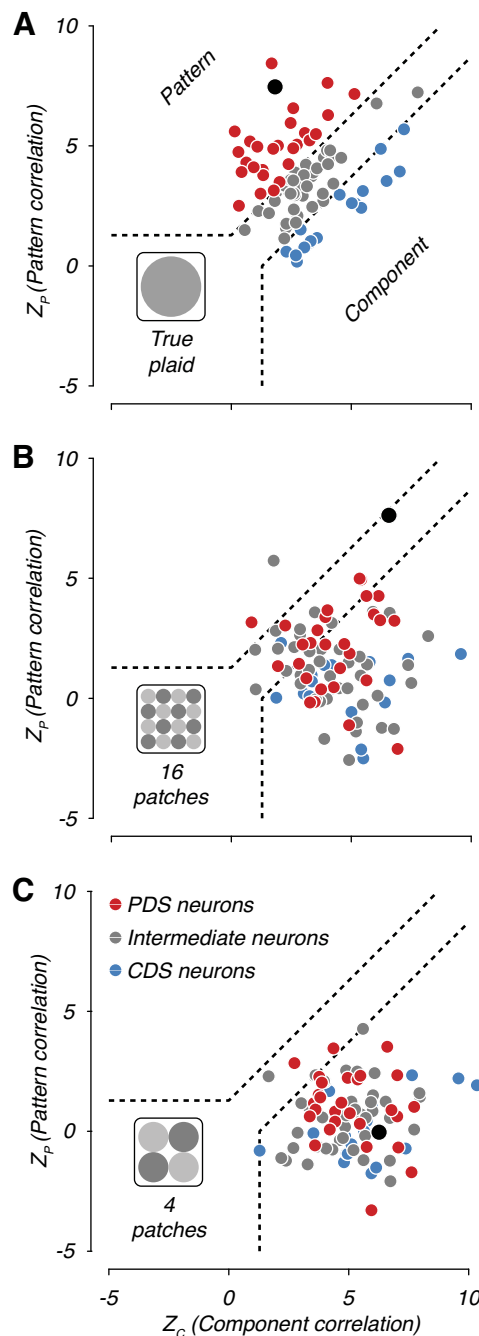 A
10
Pattern
5
Z_P (Pattern correlation)
0
Component
True
plaid
-5
B
10
5
Z_P (Pattern correlation)
0
16
patches
-5
C
10
PDS neurons
Intermediate neurons
CDS neurons
5
Z_P (Pattern correlation)
0
4
patches
-5
-5 0 5 10
Z_C (Component correlation)